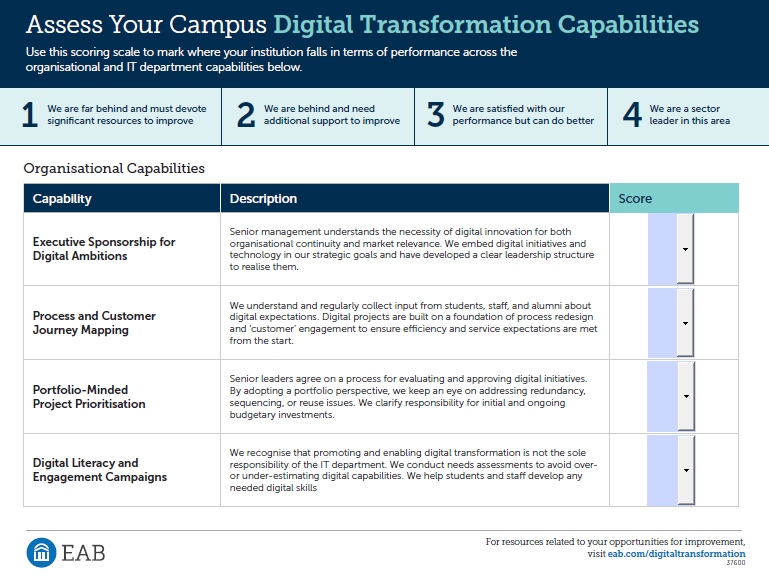 Assess Your Campus Digital Transformation Capabilities
Use this scoring scale to mark where your institution falls in terms of performance across the
organisational and IT department capabilities below.
1 We are far behind and must devote
significant resources to improve
2 We are behind and need
additional support to improve
3 We are satisfied with our
performance but can do better
4 We are a sector
leader in this area
Organisational Capabilities
Capability Description Score
Executive Sponsorship for
Digital Ambitions
Senior management understands the necessity of digital innovation for both
organisational continuity and market relevance. We embed digital initiatives and
technology in our strategic goals and have developed a clear leadership structure
to realise them.
Process and Customer
Journey Mapping
We understand and regularly collect input from students, staff, and alumni about
digital expectations. Digital projects are built on a foundation of process redesign
and 'customer' engagement to ensure efficiency and service expectations are met
from the start.
Portfolio-Minded
Project Prioritisation
Senior leaders agree on a process for evaluating and approving digital initiatives.
By adopting a portfolio perspective, we keep an eye on addressing redundancy,
sequencing, or reuse issues. We clarify responsibility for initial and ongoing
budgetary investments.
Digital Literacy and
Engagement Campaigns
We recognise that promoting and enabling digital transformation is not the sole
responsibility of the IT department. We conduct needs assessments to avoid over-
or under-estimating digital capabilities. We help students and staff develop any
needed digital skills
EAB
For resources related to your opportunities for improvement,
visit eab.com/digitaltransformation
37600